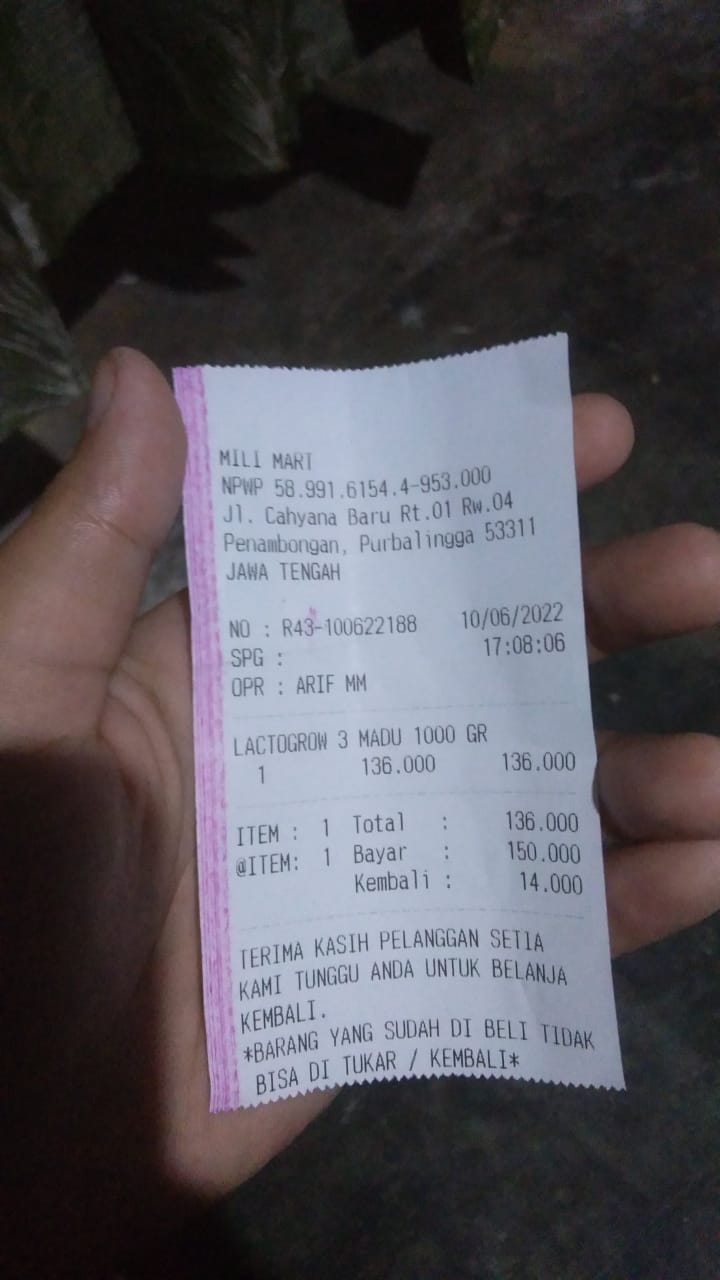 MILI MART
NPWP 58.991.6154.4-953.000
Jl. Cahyana Baru Rt.01 Rw.04
Penambongan, Purbalingga 53311
JAWA TENGAH
NO : R43-100622188 10/06/2022
SPG : 17:08:06
OPR : ARIF MM
LACTOGROW 3 MADU 1000 GR
1 136.000 136.000
ITEM : 1 Total : 136.000
@ITEM: 1 Bayar : 150.000
Kembali : 14.000
TERIMA KASIH PELANGGAN SETIA
KAMI TUNGGU ANDA UNTUK BELANJA
KEMBALI.
*BARANG YANG SUDAH DI BELI TIDAK
BISA DI TUKAR / KEMBALI*